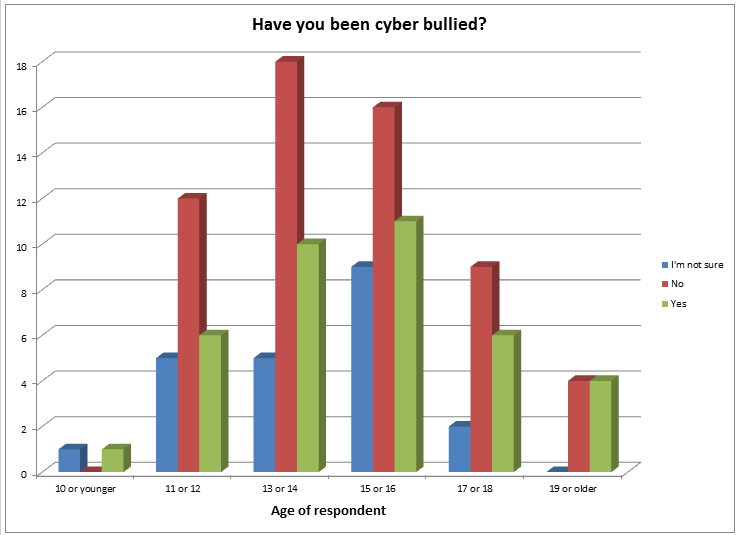 Have you been cyber bullied?
18
16
14
12
10
8
6
4
2
0
10 or younger
11 or 12
13 or 14
15 or 16
17 or 18
19 or older
Age of respondent
I'm not sure
No
Yes